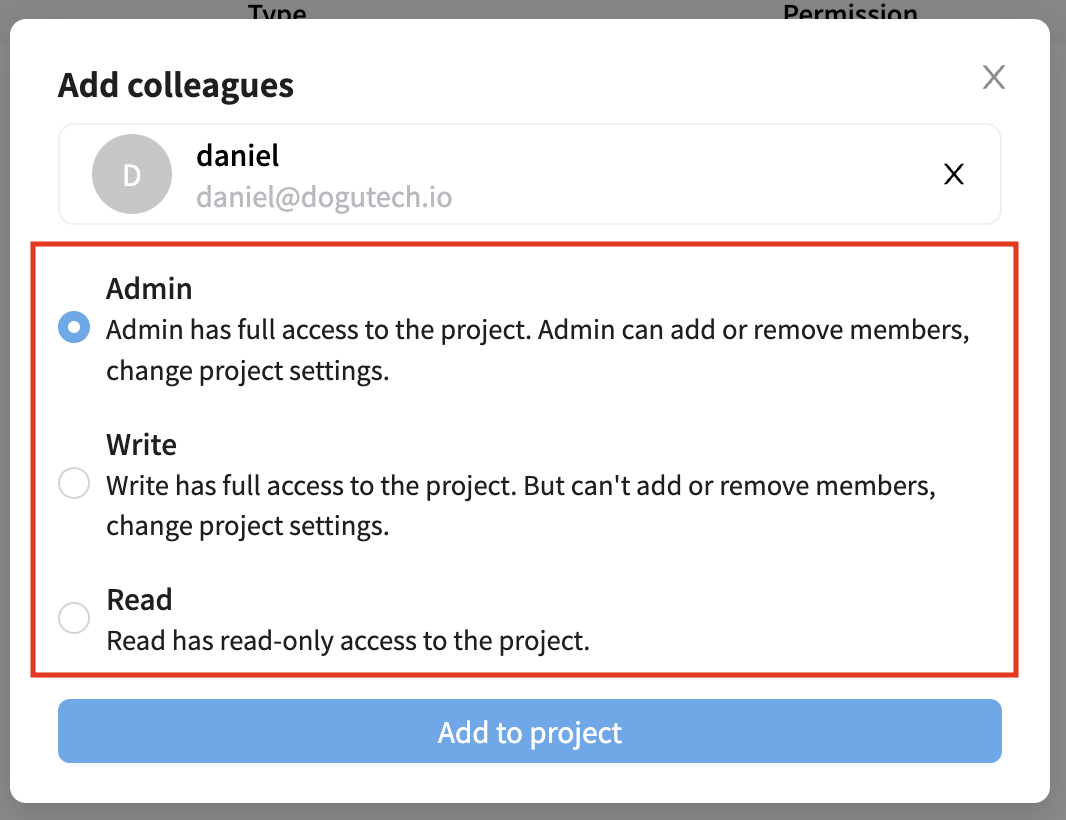 Type Permission
Add colleagues X
D daniel X
daniel@dogutech.io
Admin
Admin has full access to the project. Admin can add or remove members,
change project settings.
Write
Write has full access to the project. But can't add or remove members,
change project settings.
Read
Read has read-only access to the project.
Add to project